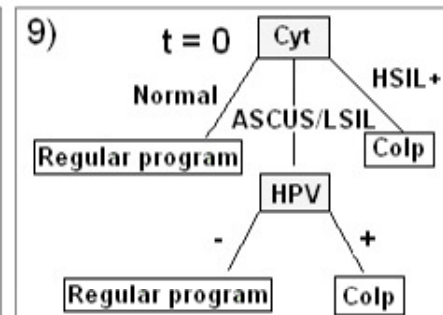 9)
t = 0
Cyt
Normal
HSIL+
ASCUS/LSIL
Regular program
Colp
HPV
-
+
Regular program
Colp